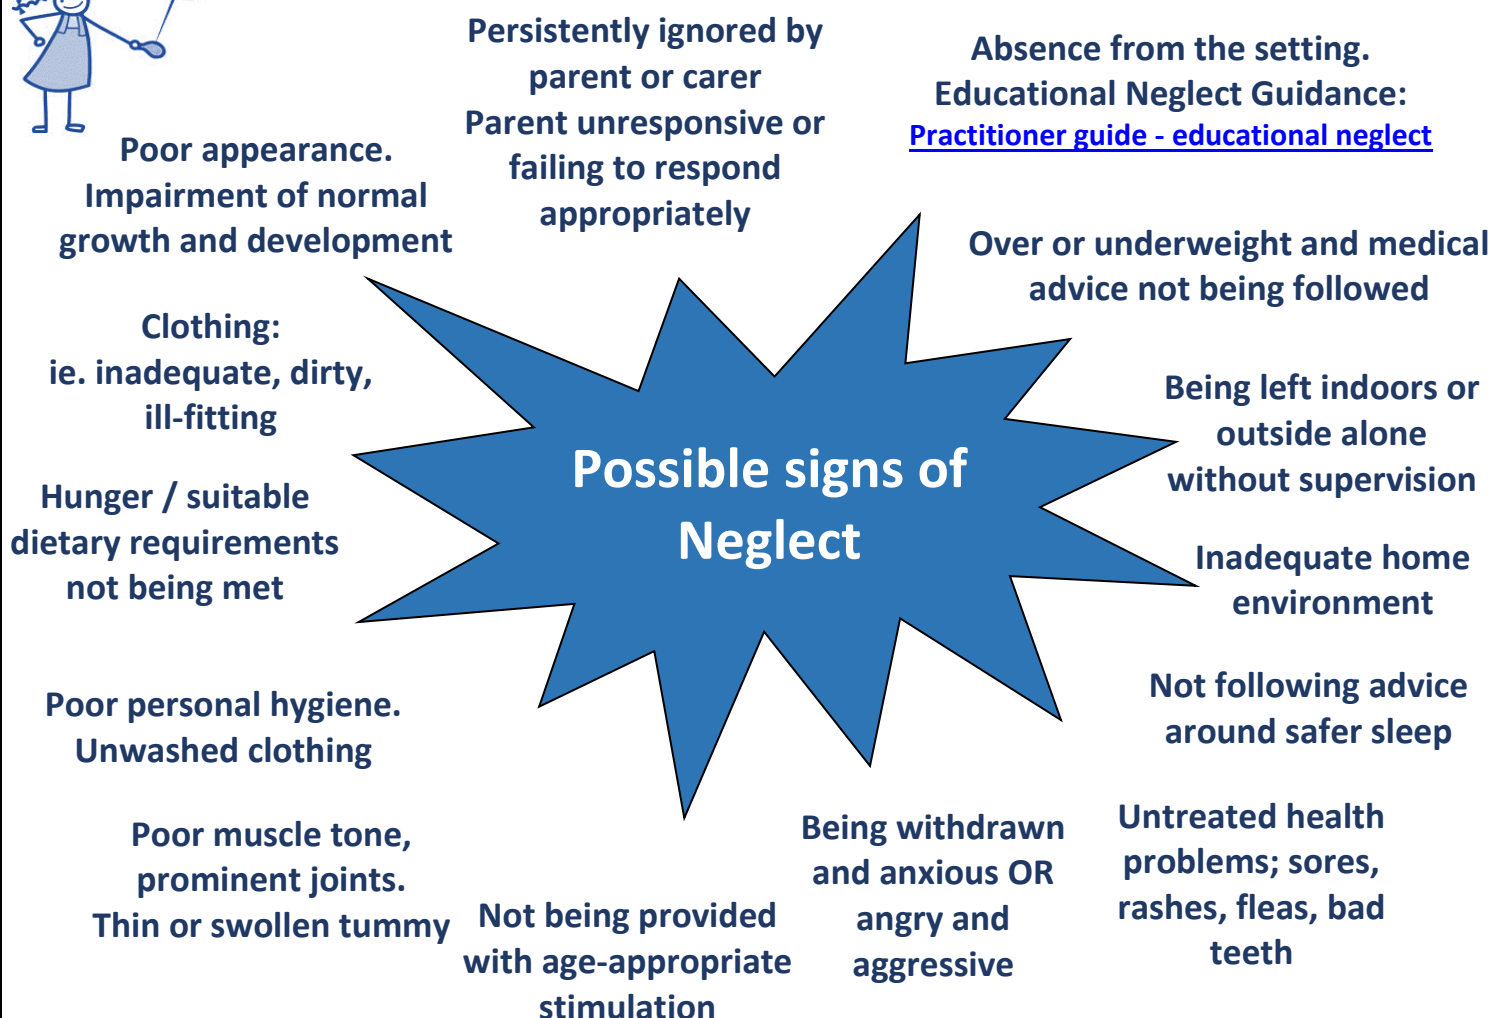 Persistently ignored by
parent or carer
Parent unresponsive or
failing to respond
appropriately
Absence from the setting.
Educational Neglect Guidance:
Practitioner guide - educational neglect
Poor appearance.
Impairment of normal
growth and development
Over or underweight and medical
advice not being followed
Clothing:
ie. inadequate, dirty,
ill-fitting
Being left indoors or
outside alone
without supervision
Possible signs of
Neglect
Hunger / suitable
dietary requirements
not being met
Inadequate home
environment
Poor personal hygiene.
Unwashed clothing
Not following advice
around safer sleep
Poor muscle tone,
prominent joints.
Thin or swollen tummy
Not being provided
with age-appropriate
stimulation
Being withdrawn
and anxious OR
angry and
aggressive
Untreated health
problems; sores,
rashes, fleas, bad
teeth